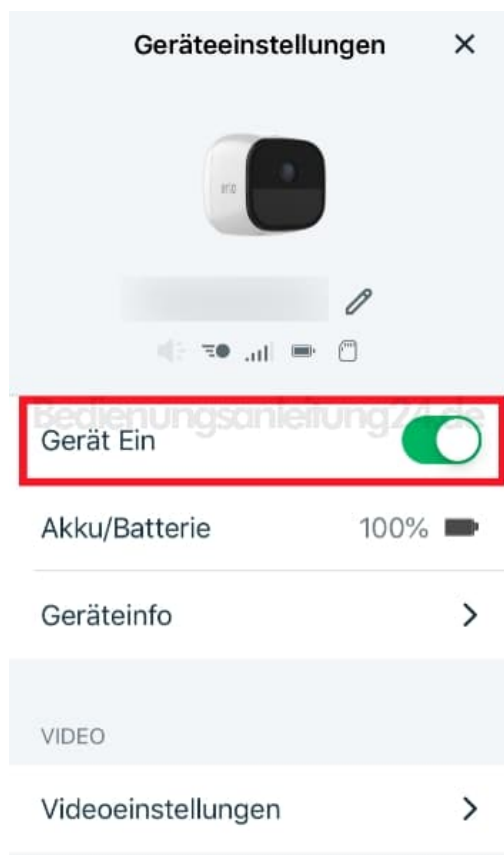 Geräteeinstellungen
arlo
Bedienungsanleitung24.de
Gerät Ein
Akku/Batterie 100%
Geräteinfo
VIDEO
Videoeinstellungen